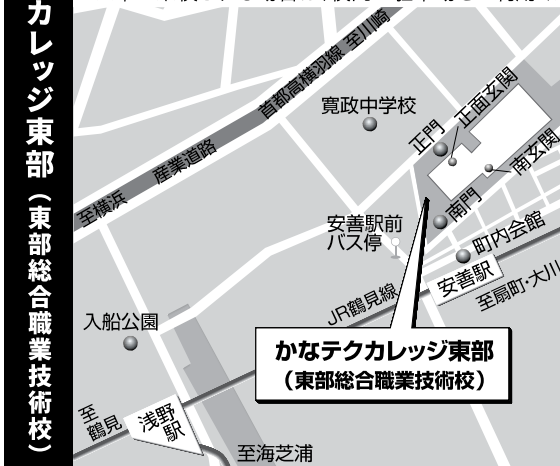 カレッジ東部（東部総合職業技術校）
首都高横羽線 至川崎
寛政中学校
正門
正面玄関
南玄関
産業道路
至横浜
南門
安善駅前
バス停
町内会館
安善駅
至扇町・大川
JR鶴見線
入船公園
かなテクカレッジ東部
（東部総合職業技術校）
至
鶴見
浅野
駅
至海芝浦